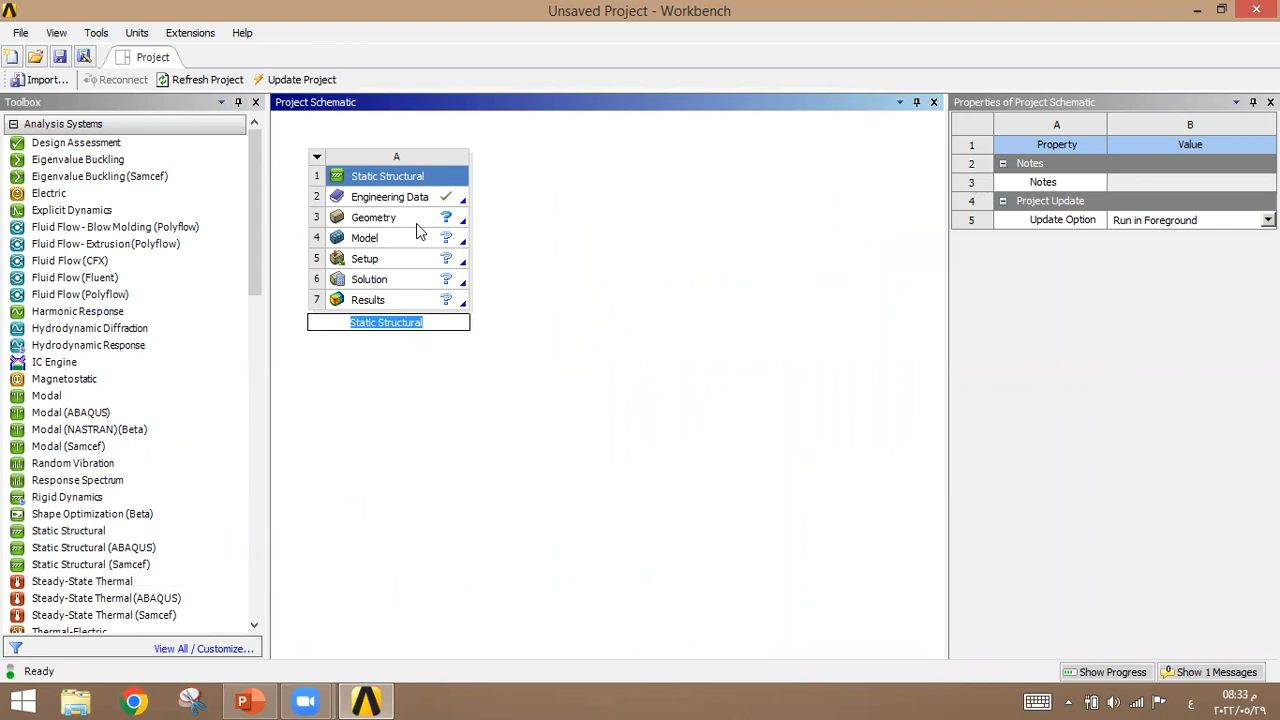 Unsaved Project - Workbench
File View Tools Units Extensions Help
Project
Import... Reconnect Refresh Project Update Project
Toolbox
Analysis Systems
Design Assessment
Eigenvalue Buckling
Eigenvalue Buckling (Samcef)
Electric
Explicit Dynamics
Fluid Flow - Blow Molding (Polyflow)
Fluid Flow - Extrusion (Polyflow)
Fluid Flow (CFX)
Fluid Flow (Fluent)
Fluid Flow (Polyflow)
Harmonic Response
Hydrodynamic Diffraction
Hydrodynamic Response
IC Engine
Magnetostatic
Modal
Modal (ABAQUS)
Modal (NASTRAN) (Beta)
Modal (Samcef)
Random Vibration
Response Spectrum
Rigid Dynamics
Shape Optimization (Beta)
Static Structural
Static Structural (ABAQUS)
Static Structural (Samcef)
Steady-State Thermal
Steady-State Thermal (ABAQUS)
Steady-State Thermal (Samcef)
Thermal-Electric
View All / Customize...
Project Schematic
A
1 Static Structural
2 Engineering Data
3 Geometry
4 Model
5 Setup
6 Solution
7 Results
Static Structural
Properties of Project Schematic
A B
1 Property Value
2 Notes
3 Notes
4 Project Update
5 Update Option Run in Foreground
Ready
Show Progress Show 1 Messages
ع
08:33 م
٢٠٢٢/٠٥/٢٩